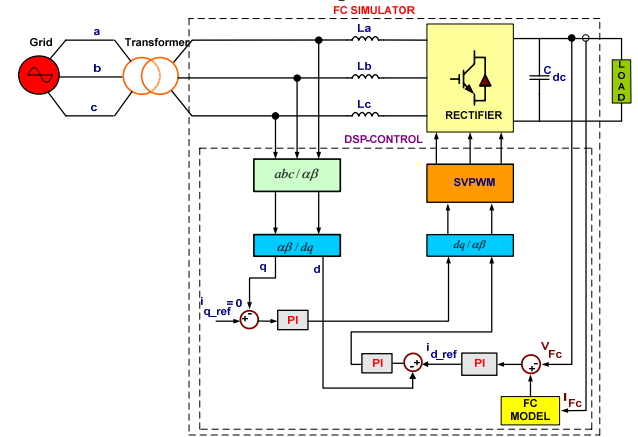 FC SIMULATOR
Grid
a
Transformer
La
b
Lb
c
Lc
RECTIFIER
C dc
LOAD
DSP-CONTROL
abc/αβ
SVPWM
αβ/dq
dq/αβ
q
d
i q_ref =0
-
+
PI
i d_ref
V Fc
PI
-
+
PI
-
+
I Fc
FC
MODEL